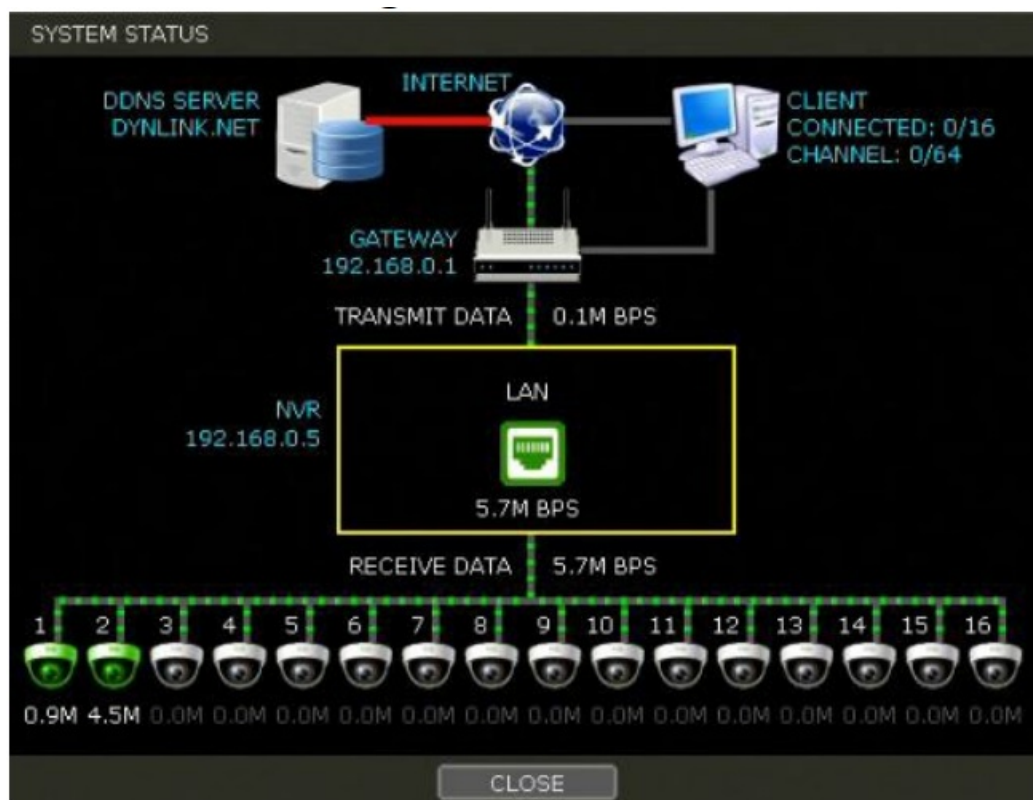 SYSTEM STATUS
INTERNET
DDNS SERVER
DYNLINK.NET
CLIENT
CONNECTED: 0/16
CHANNEL: 0/64
GATEWAY
192.168.0.1
TRANSMIT DATA 0.1M BPS
LAN
NVR
192.168.0.5
5.7M BPS
RECEIVE DATA 5.7M BPS
1 2 3 4 5 6 7 8 9 10 11 12 13 14 15 16
0.9M 4.5M 0.0M 0.0M 0.0M 0.0M 0.0M 0.0M 0.0M 0.0M 0.0M 0.0M 0.0M 0.0M 0.0M 0.0M
CLOSE